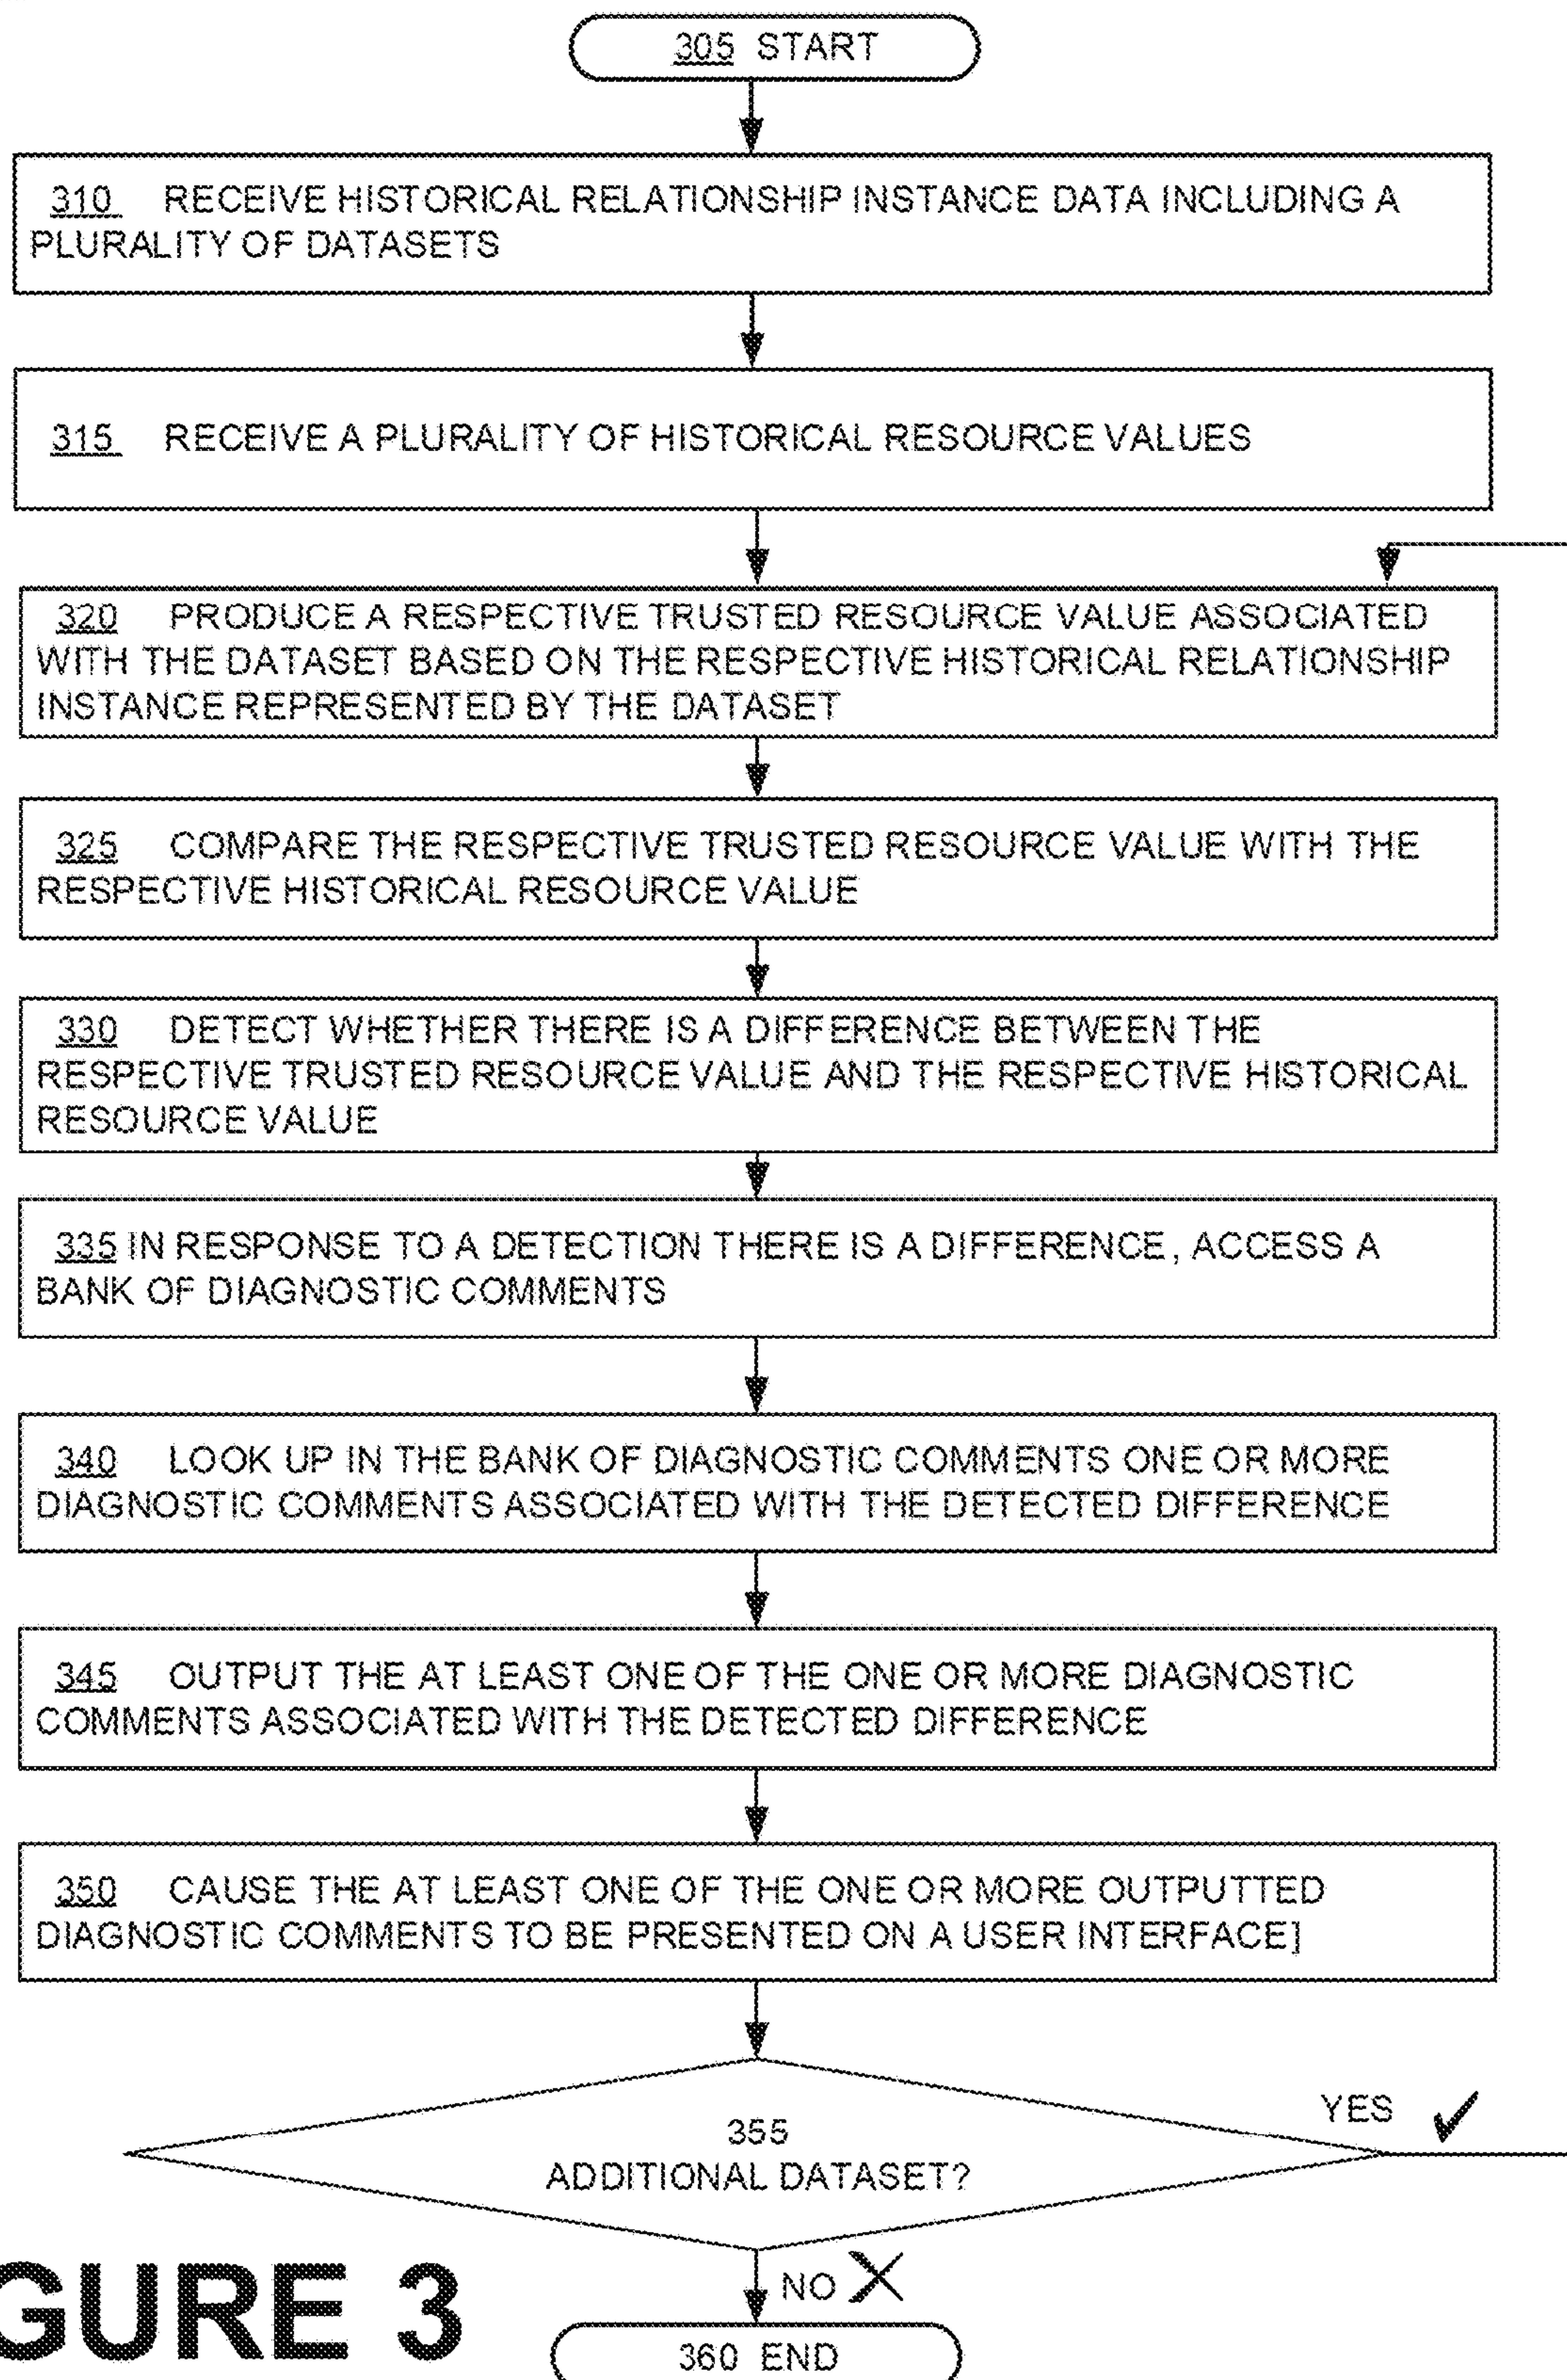 305 START
310 RECEIVE HISTORICAL RELATIONSHIP INSTANCE DATA INCLUDING A
PLURALITY OF DATASETS
315 RECEIVE A PLURALITY OF HISTORICAL RESOURCE VALUES
320 PRODUCE A RESPECTIVE TRUSTED RESOURCE VALUE ASSOCIATED
WITH THE DATASET BASED ON THE RESPECTIVE HISTORICAL RELATIONSHIP
INSTANCE REPRESENTED BY THE DATASET
325 COMPARE THE RESPECTIVE TRUSTED RESOURCE VALUE WITH THE
RESPECTIVE HISTORICAL RESOURCE VALUE
330 DETECT WHETHER THERE IS A DIFFERENCE BETWEEN THE
RESPECTIVE TRUSTED RESOURCE VALUE AND THE RESPECTIVE HISTORICAL
RESOURCE VALUE
335 IN RESPONSE TO A DETECTION THERE IS A DIFFERENCE, ACCESS A
BANK OF DIAGNOSTIC COMMENTS
340 LOOK UP IN THE BANK OF DIAGNOSTIC COMMENTS ONE OR MORE
DIAGNOSTIC COMMENTS ASSOCIATED WITH THE DETECTED DIFFERENCE
345 OUTPUT THE AT LEAST ONE OF THE ONE OR MORE DIAGNOSTIC
COMMENTS ASSOCIATED WITH THE DETECTED DIFFERENCE
350 CAUSE THE AT LEAST ONE OF THE ONE OR MORE OUTPUTTED
DIAGNOSTIC COMMENTS TO BE PRESENTED ON A USER INTERFACE]
YES ✓
355
ADDITIONAL DATASET?
NO X
GURE 3
360 END